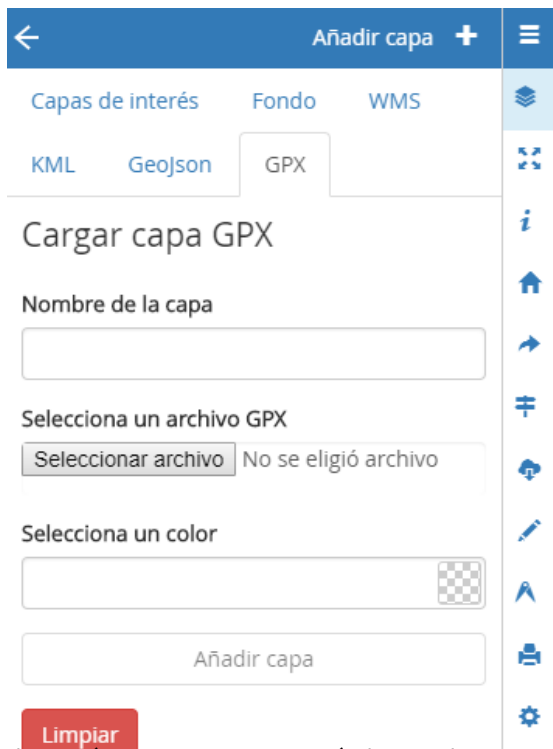 Añadir capa
Capas de interés Fondo WMS
KML GeoJson GPX
Cargar capa GPX
Nombre de la capa
Selecciona un archivo GPX
Seleccionar archivo No se eligió archivo
Selecciona un color
Añadir capa
Limpiar